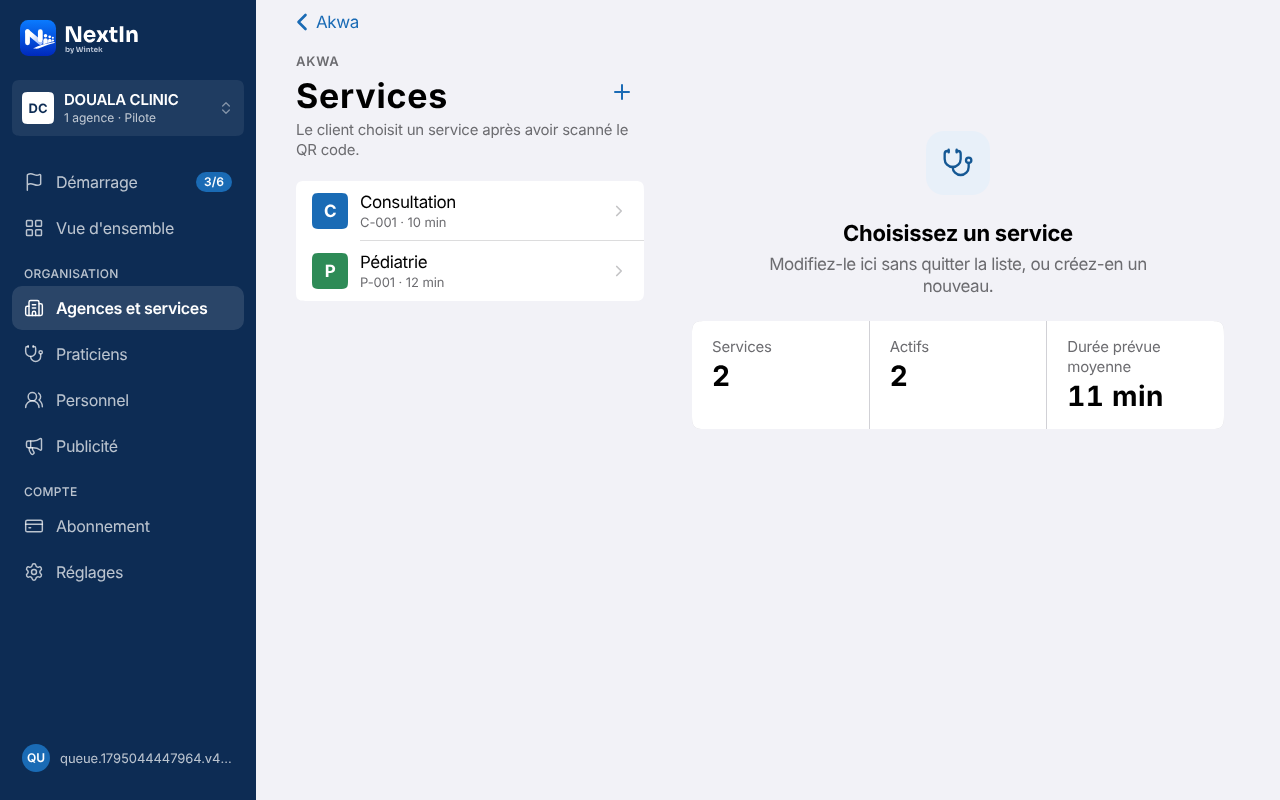 NextIn
by Wintek
DC
DOUALA CLINIC
1 agence · Pilote
Démarrage
3/6
Vue d'ensemble
ORGANISATION
Agences et services
Praticiens
Personnel
Publicité
COMPTE
Abonnement
Réglages
QU
queue.1795044447964.v4...
Akwa
AKWA
Services
Le client choisit un service après avoir scanné le
QR code.
C
Consultation
C-001 · 10 min
P
Pédiatrie
P-001 · 12 min
Choisissez un service
Modifiez-le ici sans quitter la liste, ou créez-en un
nouveau.
Services
2
Actifs
2
Durée prévue
moyenne
11 min